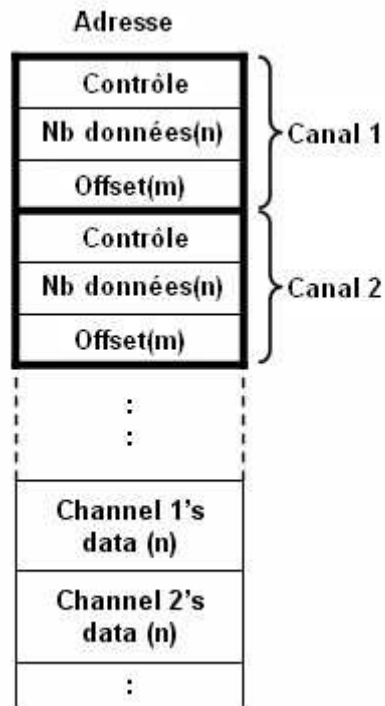 Adresse
Contrôle
Nb données(n)
Offset(m)
Canal 1
Contrôle
Nb données(n)
Offset(m)
Canal 2
:
:
Channel 1's
data (n)
Channel 2's
data (n)
: